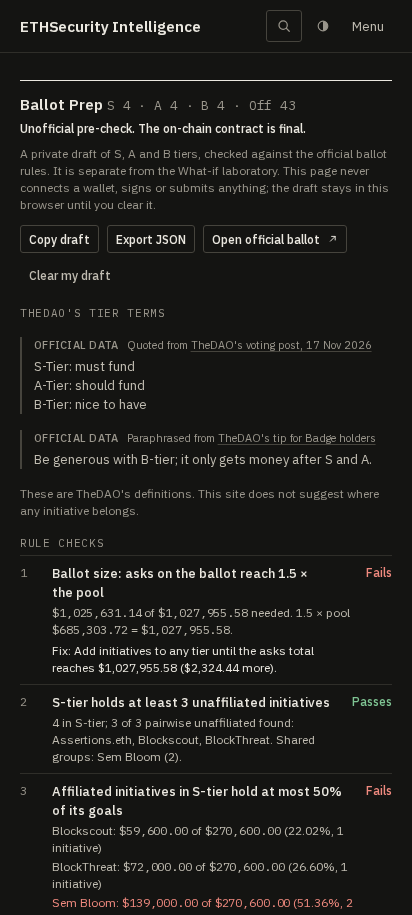 ETHSecurity Intelligence
Menu
Ballot Prep S 4 · A 4 · B 4 · Off 43
Unofficial pre-check. The on-chain contract is final.
A private draft of S, A and B tiers, checked against the official ballot
rules. It is separate from the What-if laboratory. This page never
connects a wallet, signs or submits anything; the draft stays in this
browser until you clear it.
Copy draft
Export JSON
Open official ballot ↗
Clear my draft
THEDAO'S TIER TERMS
OFFICIAL DATA Quoted from TheDAO's voting post, 17 Nov 2026
S-Tier: must fund
A-Tier: should fund
B-Tier: nice to have
OFFICIAL DATA Paraphrased from TheDAO's tip for Badge holders
Be generous with B-tier; it only gets money after S and A.
These are TheDAO's definitions. This site does not suggest where
any initiative belongs.
RULE CHECKS
1 Ballot size: asks on the ballot reach 1.5 × Fails
the pool
$1,025,631.14 of $1,027,955.58 needed. 1.5 × pool
$685,303.72 = $1,027,955.58.
Fix: Add initiatives to any tier until the asks total
reaches $1,027,955.58 ($2,324.44 more).
2 S-tier holds at least 3 unaffiliated initiatives Passes
4 in S-tier; 3 of 3 pairwise unaffiliated found:
Assertions.eth, Blockscout, BlockThreat. Shared
groups: Sem Bloom (2).
3 Affiliated initiatives in S-tier hold at most 50% Fails
of its goals
Blockscout: $59,600.00 of $270,600.00 (22.02%, 1
initiative)
BlockThreat: $72,000.00 of $270,600.00 (26.60%, 1
initiative)
Sem Bloom: $139,000.00 of $270,600.00 (51.36%, 2